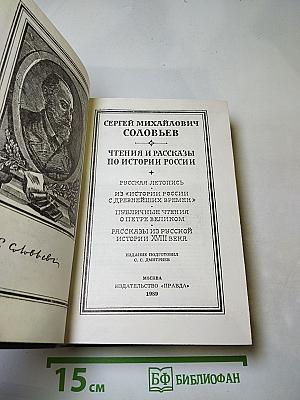 СЕРГЕЙ МИХАЙЛОВИЧ
СОЛОВЬЕВ
ЧТЕНИЯ И РАССКАЗЫ
ПО ИСТОРИИ РОССИИ
РУССКАЯ ЛЕТОПИСЬ
ИЗ «ИСТОРИИ РОССИИ
С ДРЕВНЕЙШИХ ВРЕМЕН»
ПУБЛИЧНЫЕ ЧТЕНИЯ
О ПЕТРЕ ВЕЛИКОМ
РАССКАЗЫ ИЗ РУССКОЙ
ИСТОРИИ XVIII ВЕКА
ИЗДАНИЕ ПОДГОТОВИЛ
С. С. ДМИТРИЕВ
МОСКВА
ИЗДАТЕЛЬСТВО «ПРАВДА»
1989
С. Соловьев
15 см
БФ БИБЛИОФАН